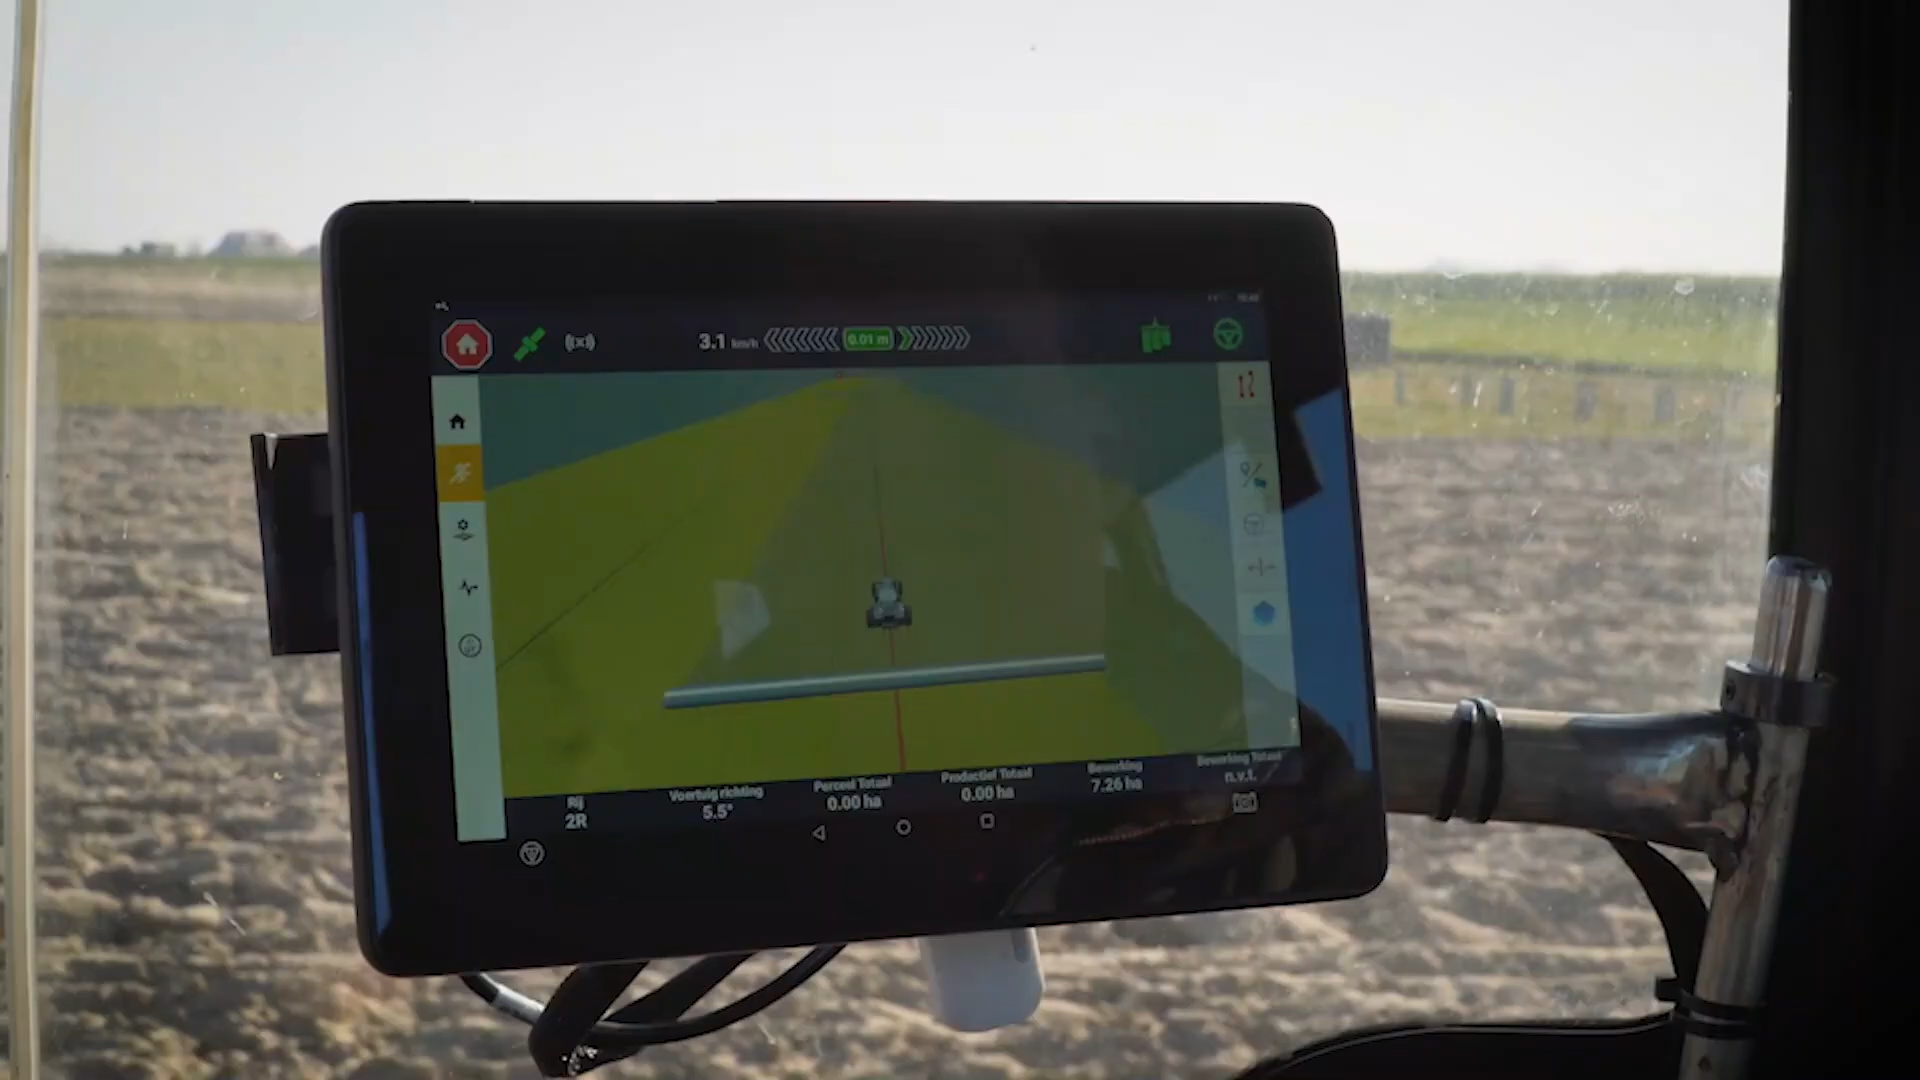 3.1 km/h 0.01 m
Rij
2R
Voertuig richting
5.5°
Perceel Totaal
0.00 ha
Productief Totaal
0.00 ha
Bewerking
7.26 ha
Bewerking Totaal
n.v.t.